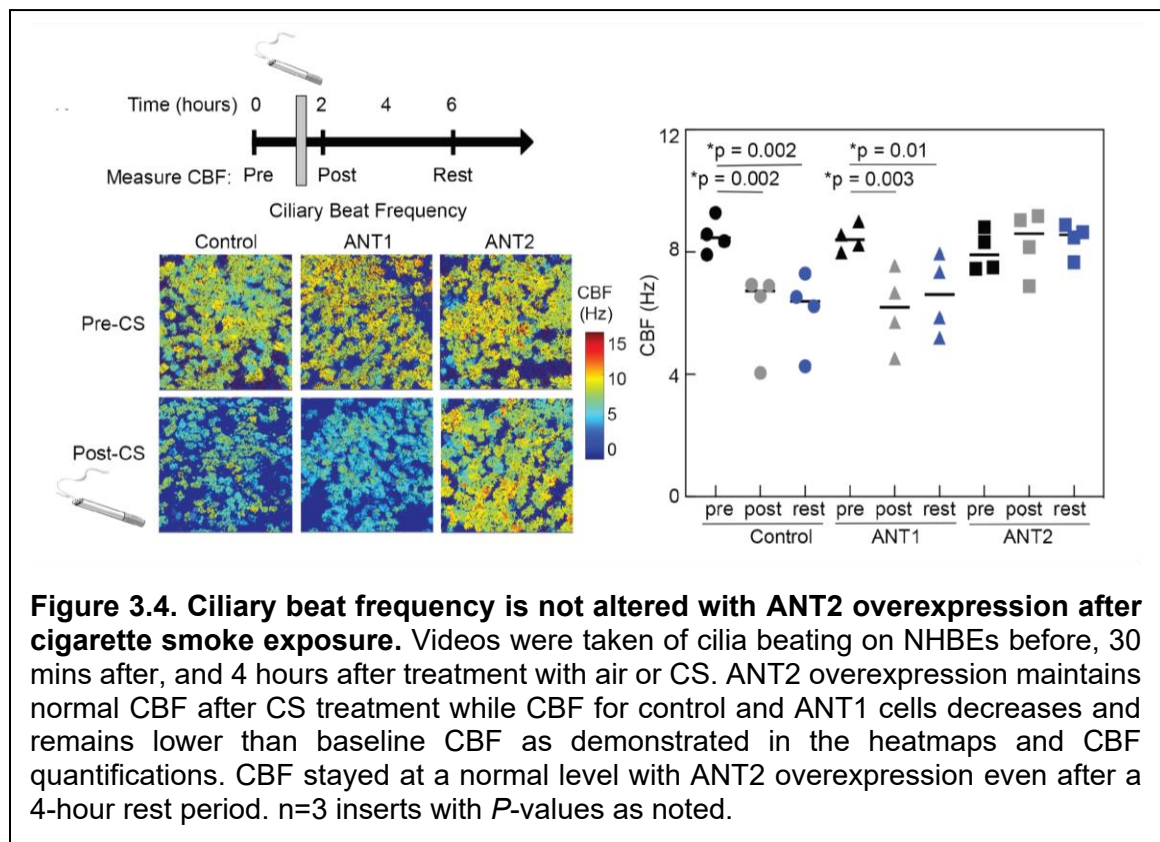 Time (hours) 0 2 4 6
Measure CBF: Pre Post Rest
Ciliary Beat Frequency
Control ANT1 ANT2
Pre-CS
Post-CS
CBF
(Hz)
15
10
5
0
12
8
4
0
CBF (Hz)
*p = 0.002
*p = 0.002
*p = 0.01
*p = 0.003
pre post rest pre post rest pre post rest
Control ANT1 ANT2
Figure 3.4. Ciliary beat frequency is not altered with ANT2 overexpression after
cigarette smoke exposure. Videos were taken of cilia beating on NHBEs before, 30
mins after, and 4 hours after treatment with air or CS. ANT2 overexpression maintains
normal CBF after CS treatment while CBF for control and ANT1 cells decreases and
remains lower than baseline CBF as demonstrated in the heatmaps and CBF
quantifications. CBF stayed at a normal level with ANT2 overexpression even after a
4-hour rest period. n=3 inserts with P-values as noted.